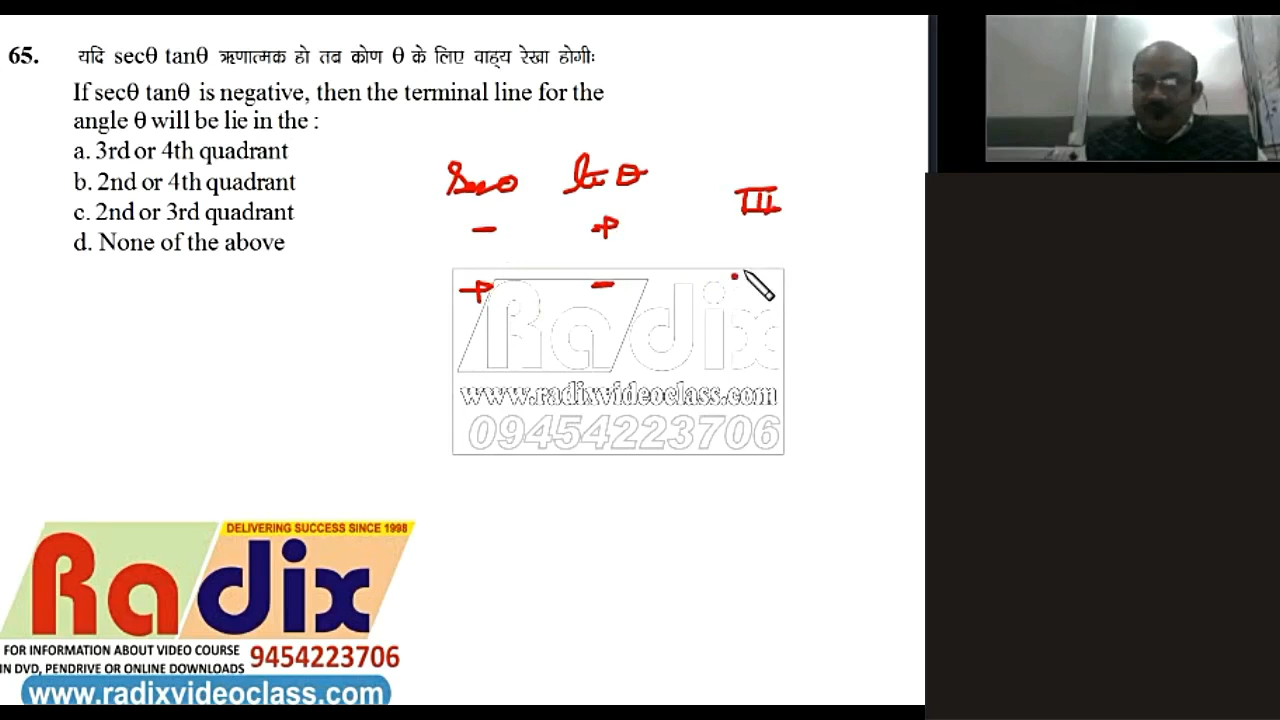 65. यदि secθ tanθ ऋणात्मक हो तब कोण θ के लिए वाह्य रेखा होगीः
If secθ tanθ is negative, then the terminal line for the
angle θ will be lie in the :
a. 3rd or 4th quadrant
b. 2nd or 4th quadrant
c. 2nd or 3rd quadrant
d. None of the above
Secθ tanθ
- + III
+ -
Radix
www.radixvideoclass.com
09454223706
DELIVERING SUCCESS SINCE 1998
Radix
FOR INFORMATION ABOUT VIDEO COURSE
IN DVD, PENDRIVE OR ONLINE DOWNLOADS 9454223706
www.radixvideoclass.com